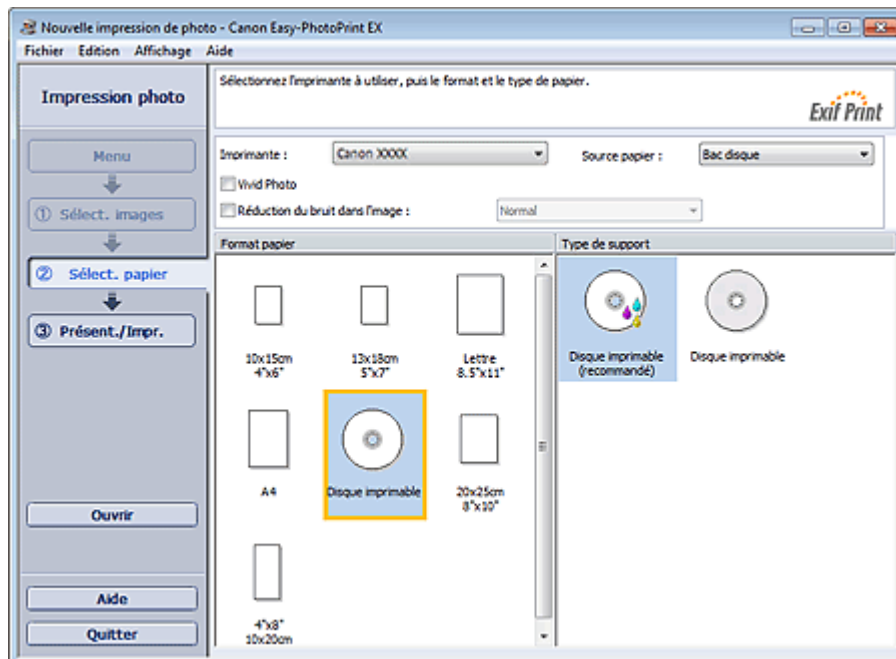 Nouvelle impression de photo - Canon Easy-PhotoPrint EX
Fichier Edition Affichage Aide
Impression photo
Sélectionnez l'imprimante à utiliser, puis le format et le type de papier.
Exif Print
Menu
① Sélect. images
② Sélect. papier
③ Présent./Impr.
Ouvrir
Aide
Quitter
Imprimante : Canon XXXX Source papier : Bac disque
Vivid Photo
Réduction du bruit dans l'image : Normal
Format papier
10x15cm
4"x6"
13x18cm
5"x7"
Lettre
8.5"x11"
A4
Disque imprimable
20x25cm
8"x10"
4"x8"
10x20cm
Type de support
Disque imprimable
(recommandé)
Disque imprimable